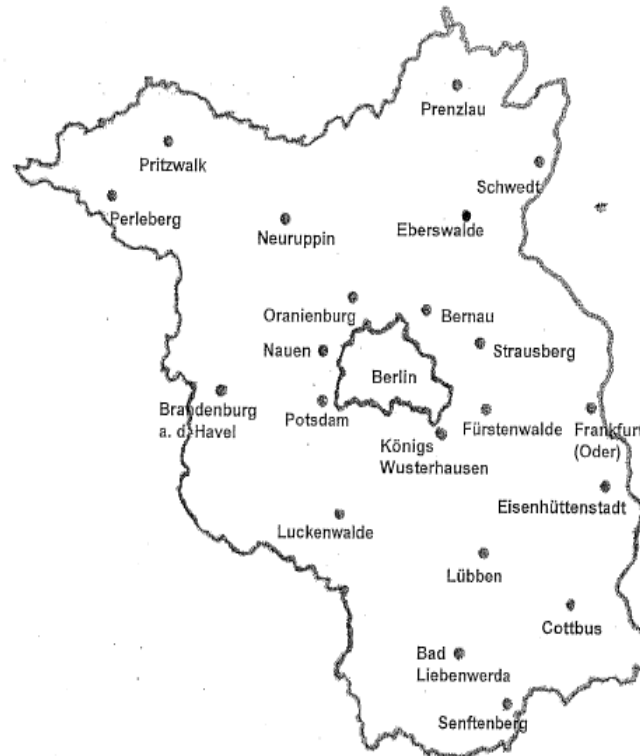 Prenzlau
Pritzwalk
Schwedt
Perleberg
Neuruppin
Eberswalde
Oranienburg
Bernau
Nauen
Strausberg
Berlin
Brandenburg
a. d. Havel
Potsdam
Fürstenwalde
Frankfurt
(Oder)
Königs
Wusterhausen
Eisenhüttenstadt
Luckenwalde
Lübben
Cottbus
Bad
Liebenwerda
Senftenberg